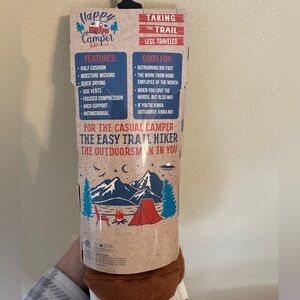 Happy
Camper
TAKING
THE TRAIL
LESS TRAVELED
FEATURES:
• HALF CUSHION
• MOISTURE WICKING
• QUICK DRYING
• SIDE VENTS
• FOCUSED COMPRESSION
• ARCH SUPPORT
• ANTIMICROBIAL
GOOD FOR:
• OUTRUNNING BIG FOOT
• THE WORK FROM HOME
EMPLOYEE OF THE MONTH
• WHEN YOU LOVE THE
WOODS, BUT ALSO WIFI
• IF YOU'RE KINDA
OUTDOORSY, KINDA NOT
FOR THE CASUAL CAMPER
THE EASY TRAIL HIKER
THE OUTDOORSMAN IN YOU